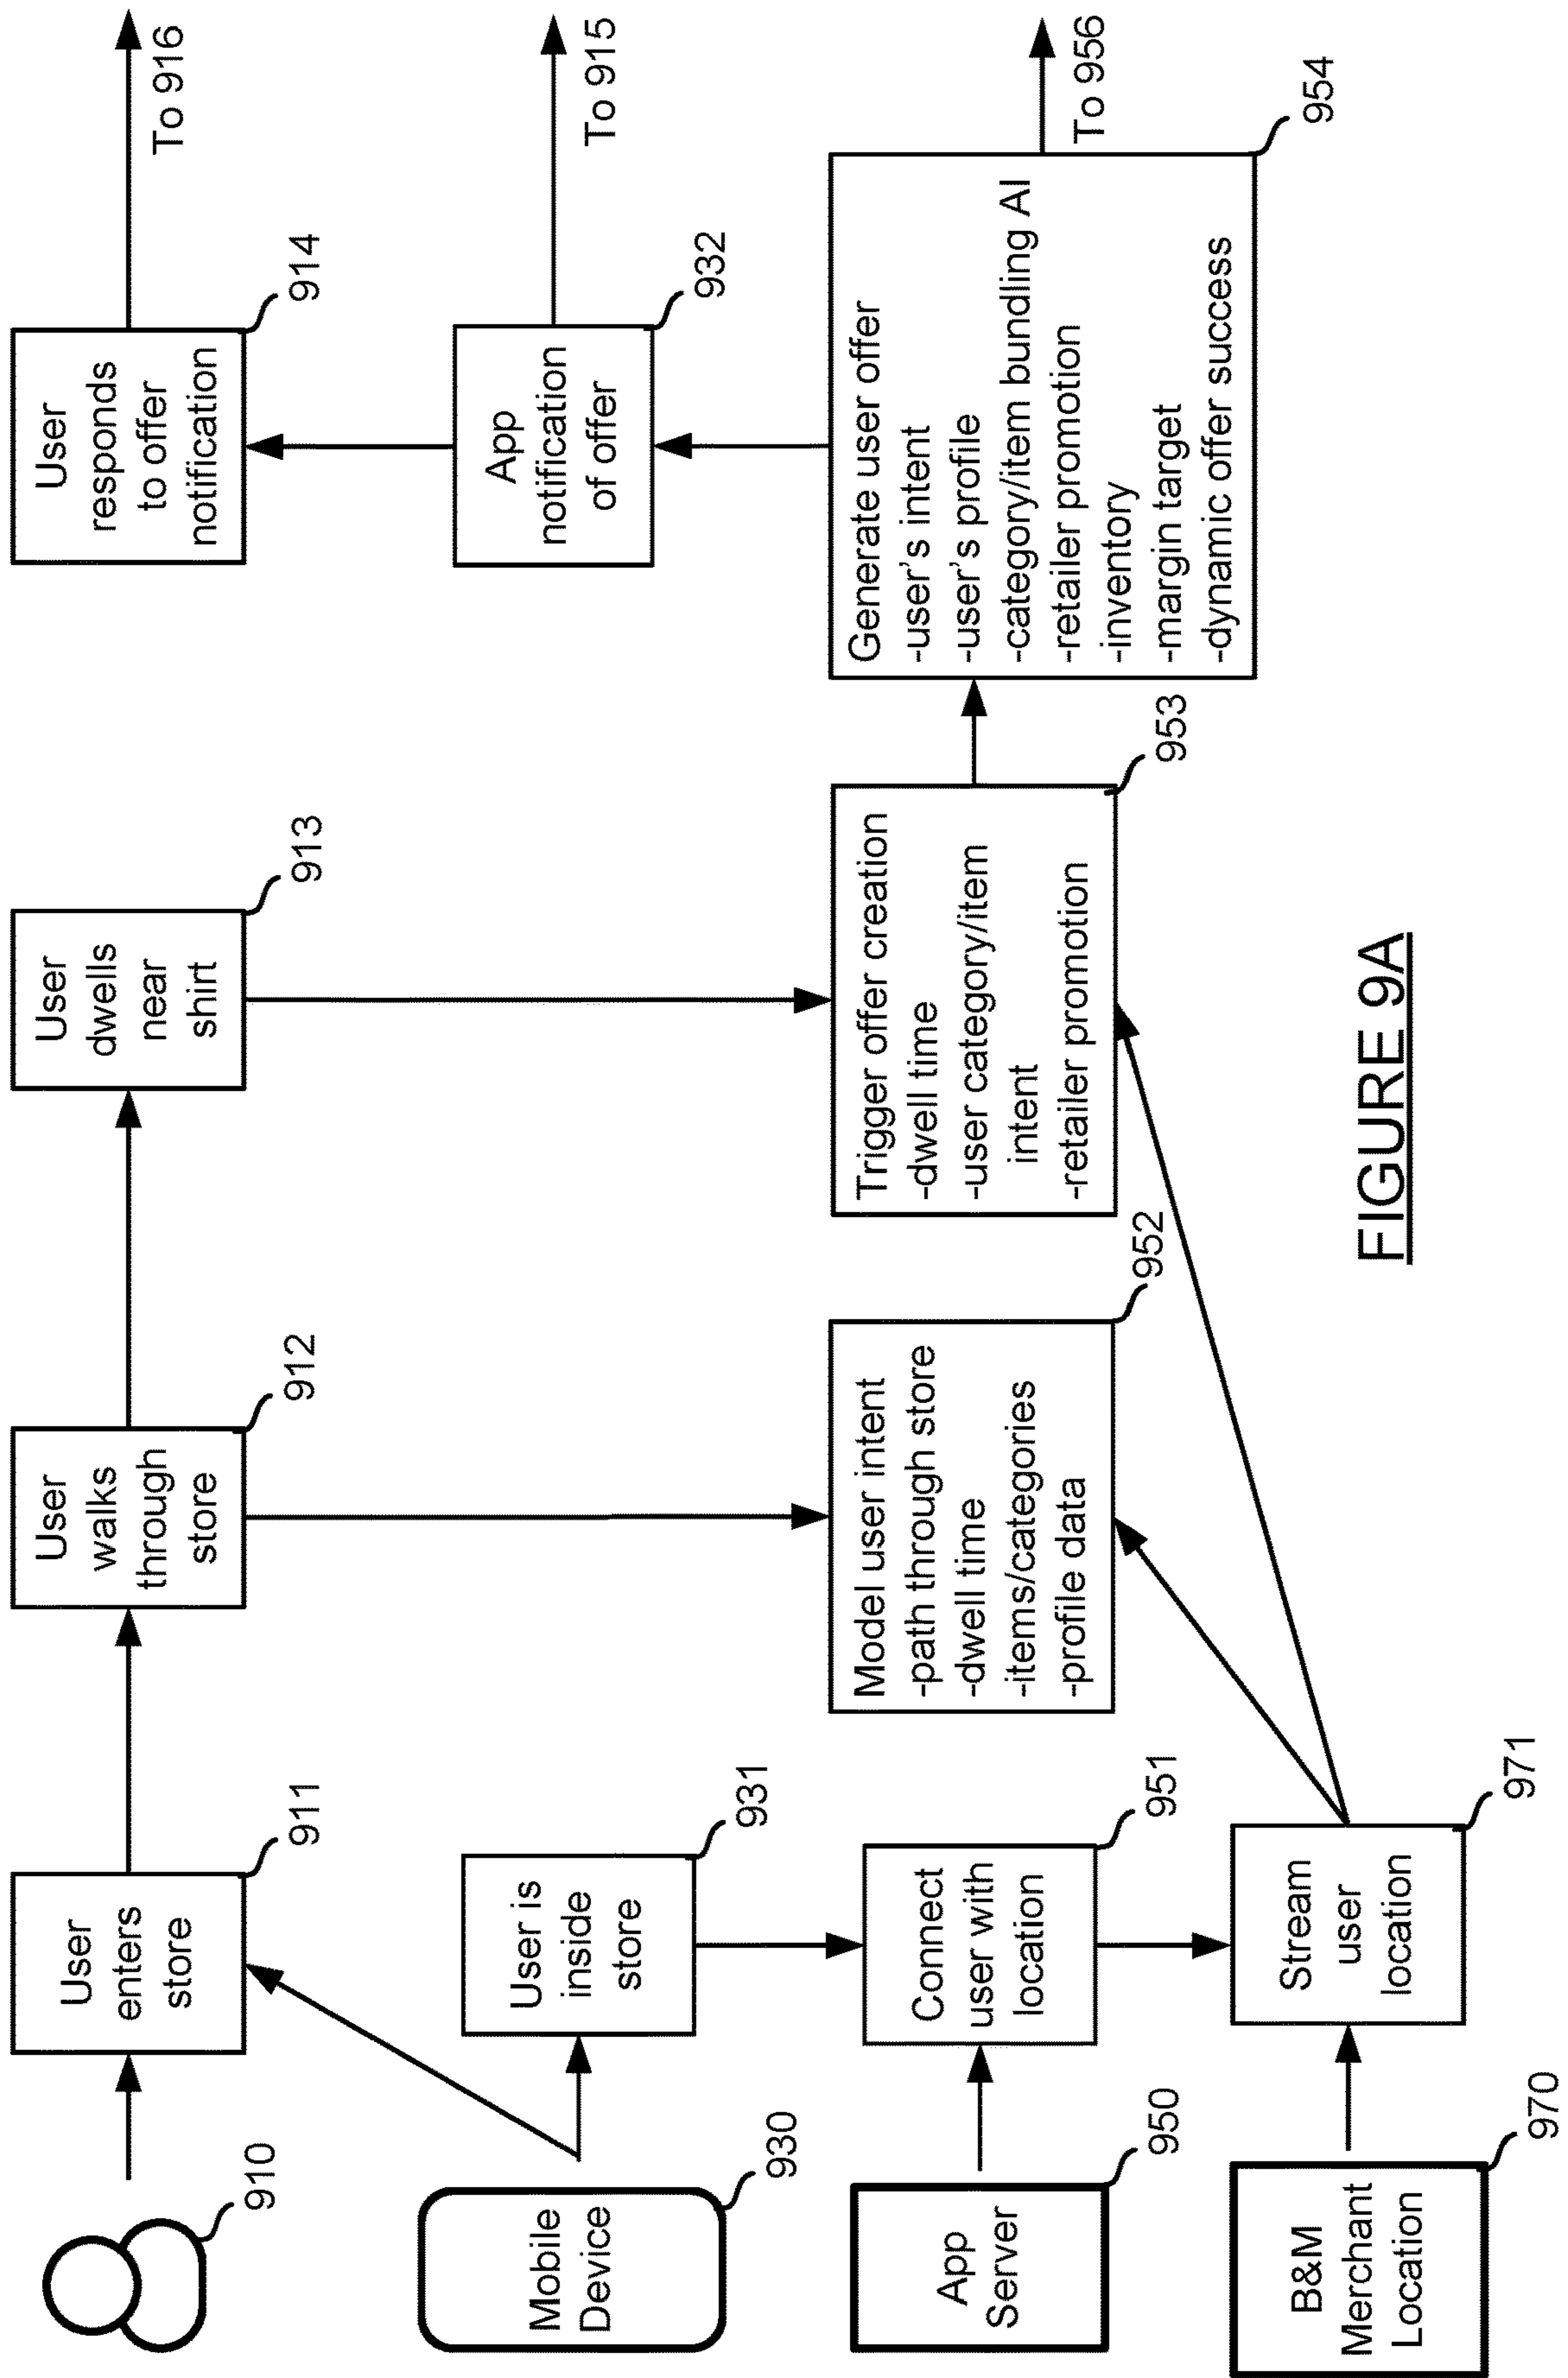 910
User
enters
store
911
User
walks
through
store
912
User
dwells
near
shirt
913
User
responds
to offer
notification
914
To 916
Mobile
Device
930
User is
inside
store
931
App
notification
of offer
932
To 915
App
Server
950
Connect
user with
location
951
Model user intent
-path through store
-dwell time
-items/categories
-profile data
952
Trigger offer creation
-dwell time
-user category/item
intent
-retailer promotion
953
Generate user offer
-user's intent
-user's profile
-category/item bundling AI
-retailer promotion
-inventory
-margin target
-dynamic offer success
954
To 956
B&M
Merchant
Location
970
Stream
user
location
971
FIGURE 9A